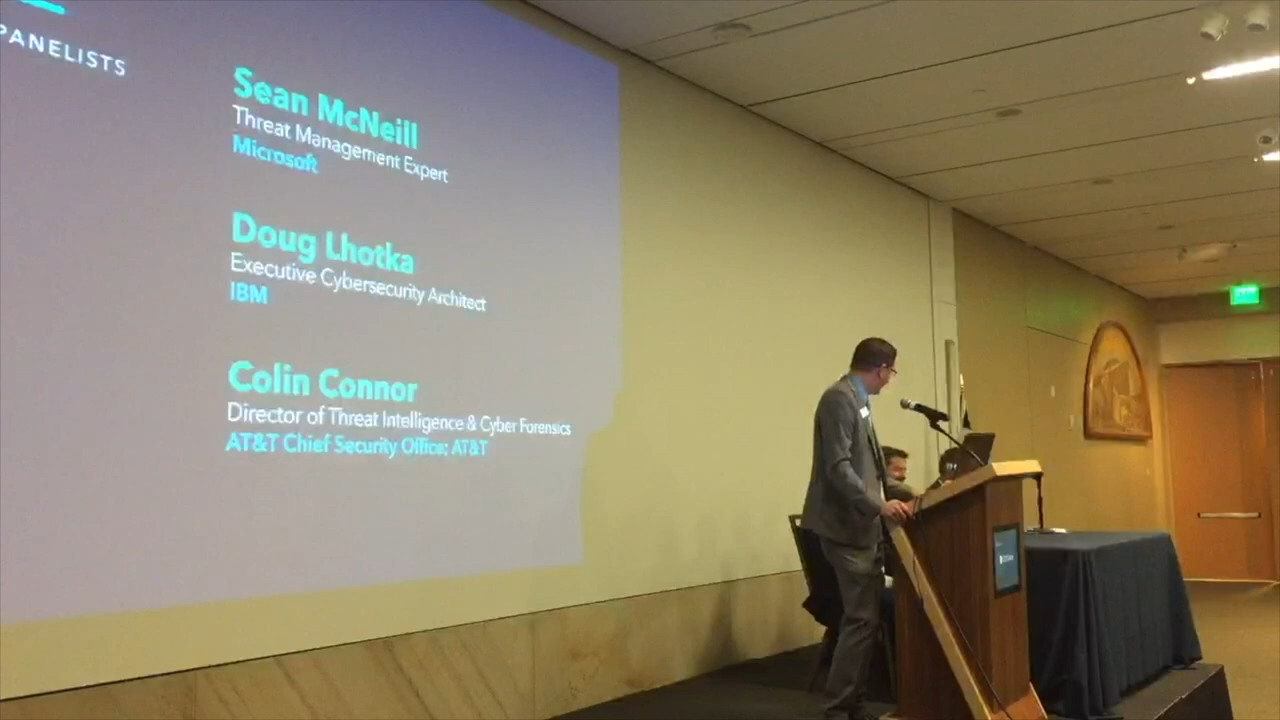 PANELISTS
Sean McNeill
Threat Management Expert
Microsoft
Doug Lhotka
Executive Cybersecurity Architect
IBM
Colin Connor
Director of Threat Intelligence & Cyber Forensics
AT&T Chief Security Office; AT&T